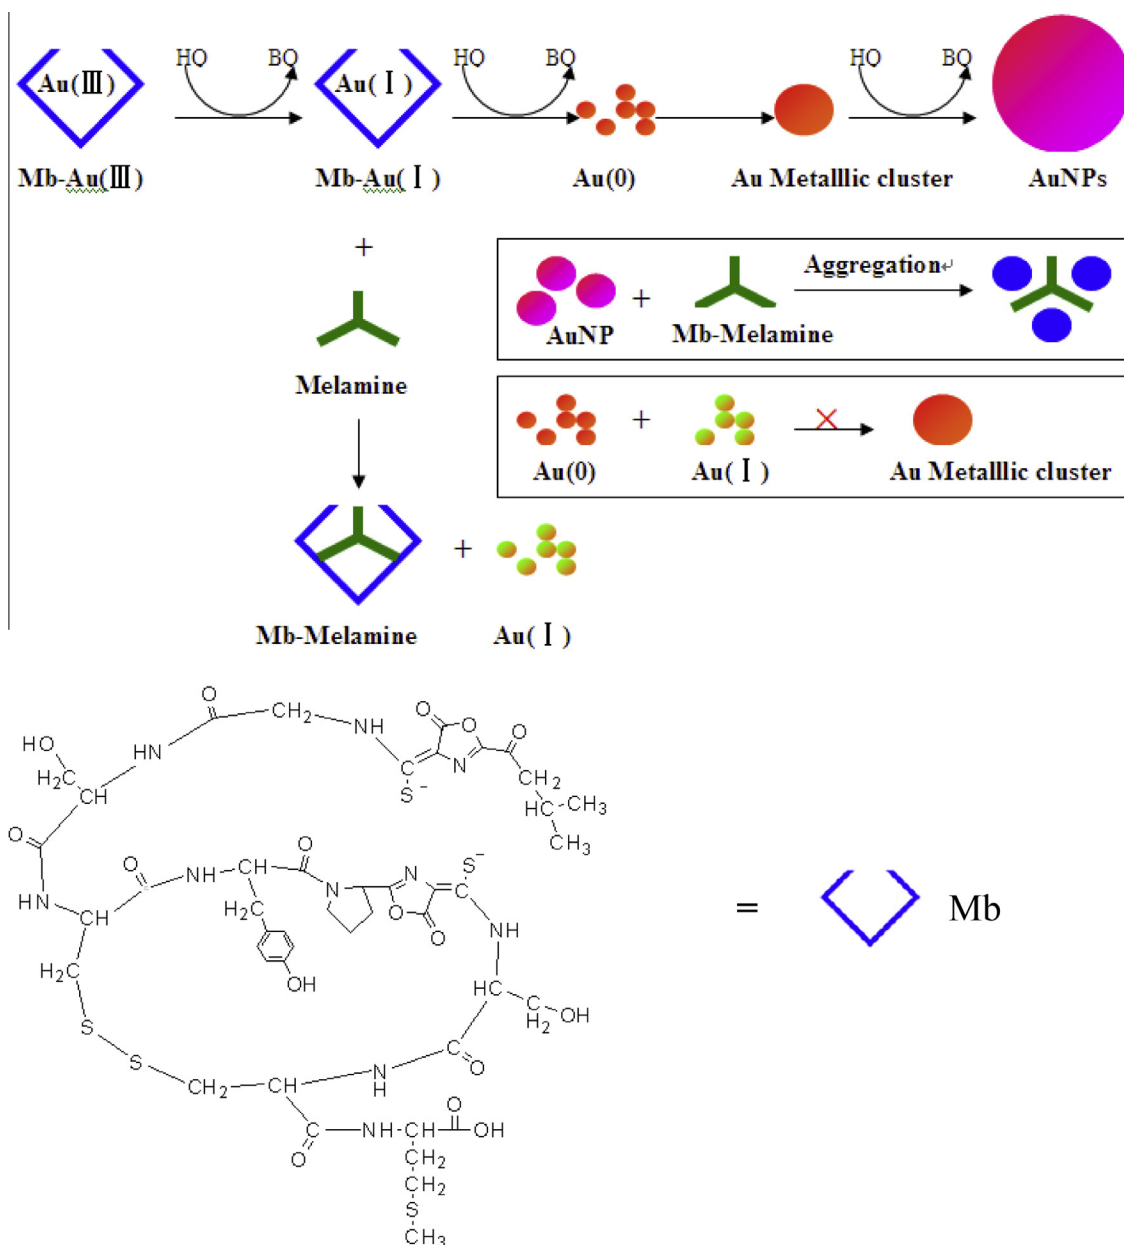 HQ BQ HQ BQ HQ BQ
Au(Ⅲ) Au(Ⅰ)
Mb-Au(Ⅲ) Mb-Au(Ⅰ) Au(0) Au Metalllic cluster AuNPs
+
Melamine
Mb-Melamine + Au(Ⅰ)
AuNP + Mb-Melamine Aggregation↵
Au(0) + Au(Ⅰ) × Au Metalllic cluster
O CH2 NH O O O
HN C N CH2
HO S- HC CH3
H2C CH CH3
O
HN O NH CH O N N S-
CH C O C
H2C H2C O NH
OH
HC
S C OH
H2
S C O
CH2 CH N
H
O
C NH-CH C OH
O CH2
CH2
S
CH3
= Mb